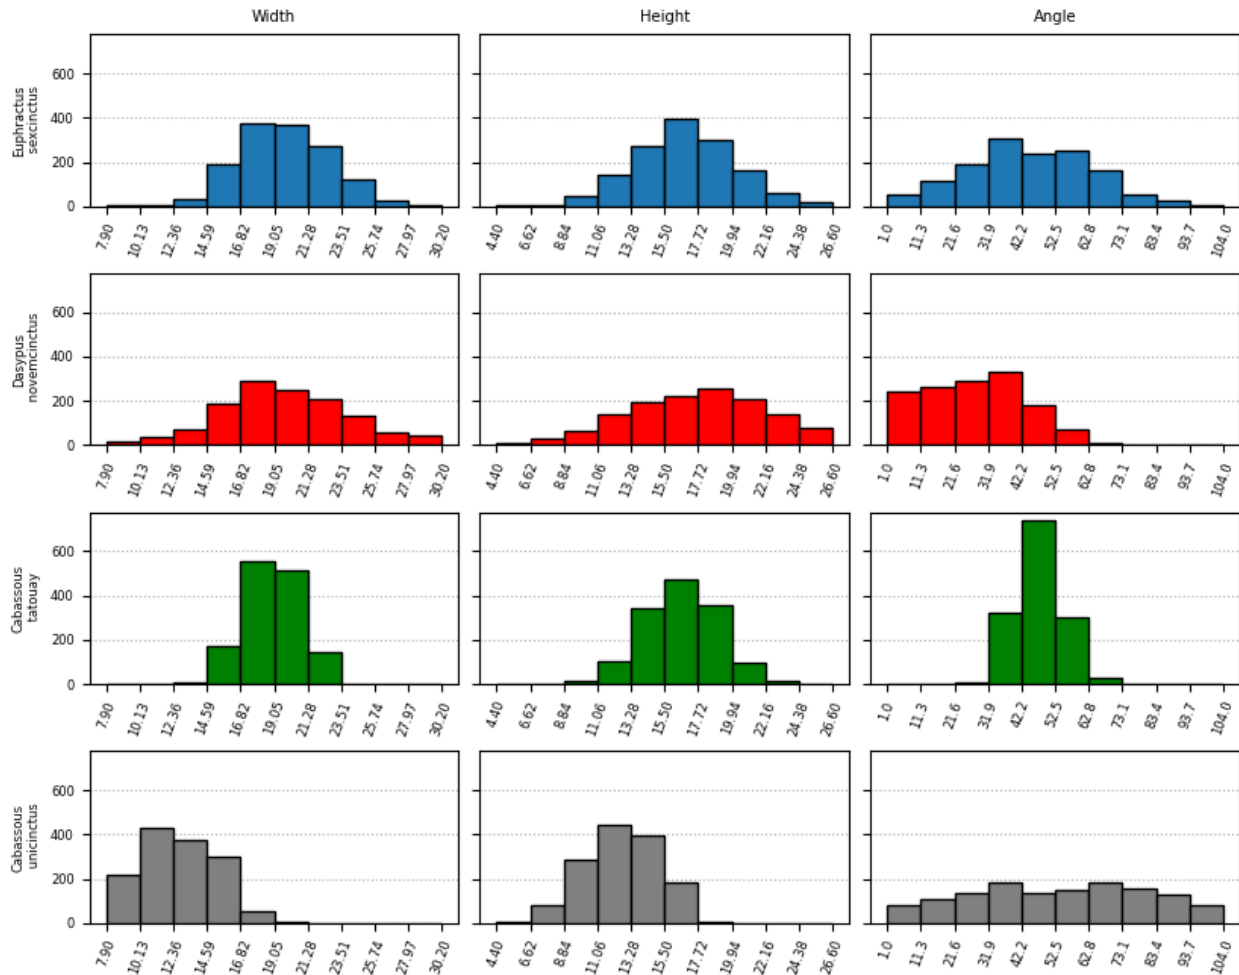 Width Height Angle
Euphractus
sexcinctus
600
400
200
0
7.90 10.13 12.36 14.59 16.82 19.05 21.28 23.51 25.74 27.97 30.20
4.40 6.62 8.84 11.06 13.28 15.50 17.72 19.94 22.16 24.38 26.60
1.0 11.3 21.6 31.9 42.2 52.5 62.8 73.1 83.4 93.7 104.0
Dasypus
novemcinctus
600
400
200
0
7.90 10.13 12.36 14.59 16.82 19.05 21.28 23.51 25.74 27.97 30.20
4.40 6.62 8.84 11.06 13.28 15.50 17.72 19.94 22.16 24.38 26.60
1.0 11.3 21.6 31.9 42.2 52.5 62.8 73.1 83.4 93.7 104.0
Cabassous
tatouay
600
400
200
0
7.90 10.13 12.36 14.59 16.82 19.05 21.28 23.51 25.74 27.97 30.20
4.40 6.62 8.84 11.06 13.28 15.50 17.72 19.94 22.16 24.38 26.60
1.0 11.3 21.6 31.9 42.2 52.5 62.8 73.1 83.4 93.7 104.0
Cabassous
unicinctus
600
400
200
0
7.90 10.13 12.36 14.59 16.82 19.05 21.28 23.51 25.74 27.97 30.20
4.40 6.62 8.84 11.06 13.28 15.50 17.72 19.94 22.16 24.38 26.60
1.0 11.3 21.6 31.9 42.2 52.5 62.8 73.1 83.4 93.7 104.0